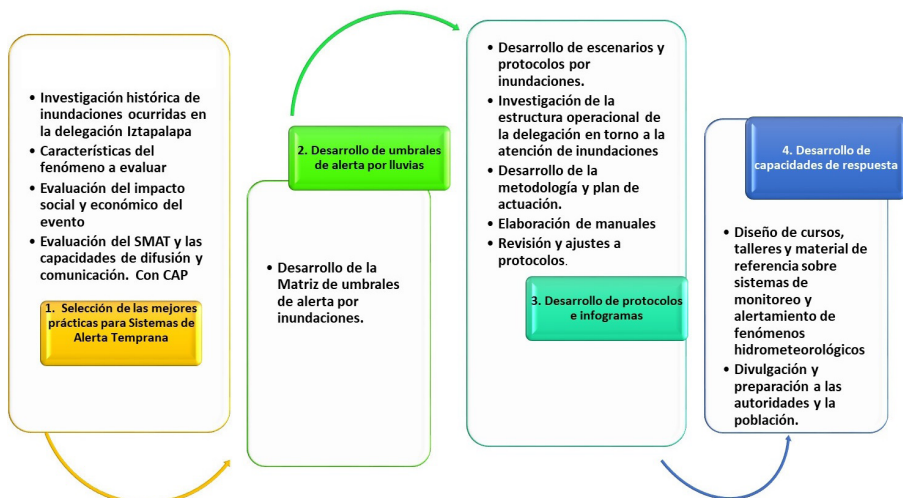 • Investigación histórica de
inundaciones ocurridas en
la delegación Iztapalapa
• Características del
fenómeno a evaluar
• Evaluación del impacto
social y económico del
evento
• Evaluación del SMAT y las
capacidades de difusión y
comunicación. Con CAP
1. Selección de las mejores
prácticas para Sistemas de
Alerta Temprana
2. Desarrollo de umbrales
de alerta por lluvias
• Desarrollo de la
Matriz de umbrales
de alerta por
inundaciones.
• Desarrollo de escenarios y
protocolos por
inundaciones.
• Investigación de la
estructura operacional de
la delegación en torno a la
atención de inundaciones
• Desarrollo de la
metodología y plan de
actuación.
• Elaboración de manuales
• Revisión y ajustes a
protocolos.
3. Desarrollo de protocolos
e infogramas
4. Desarrollo de
capacidades de respuesta
• Diseño de cursos,
talleres y material de
referencia sobre
sistemas de
monitoreo y
alertamiento de
fenómenos
hidrometeorológicos
• Divulgación y
preparación a las
autoridades y la
población.